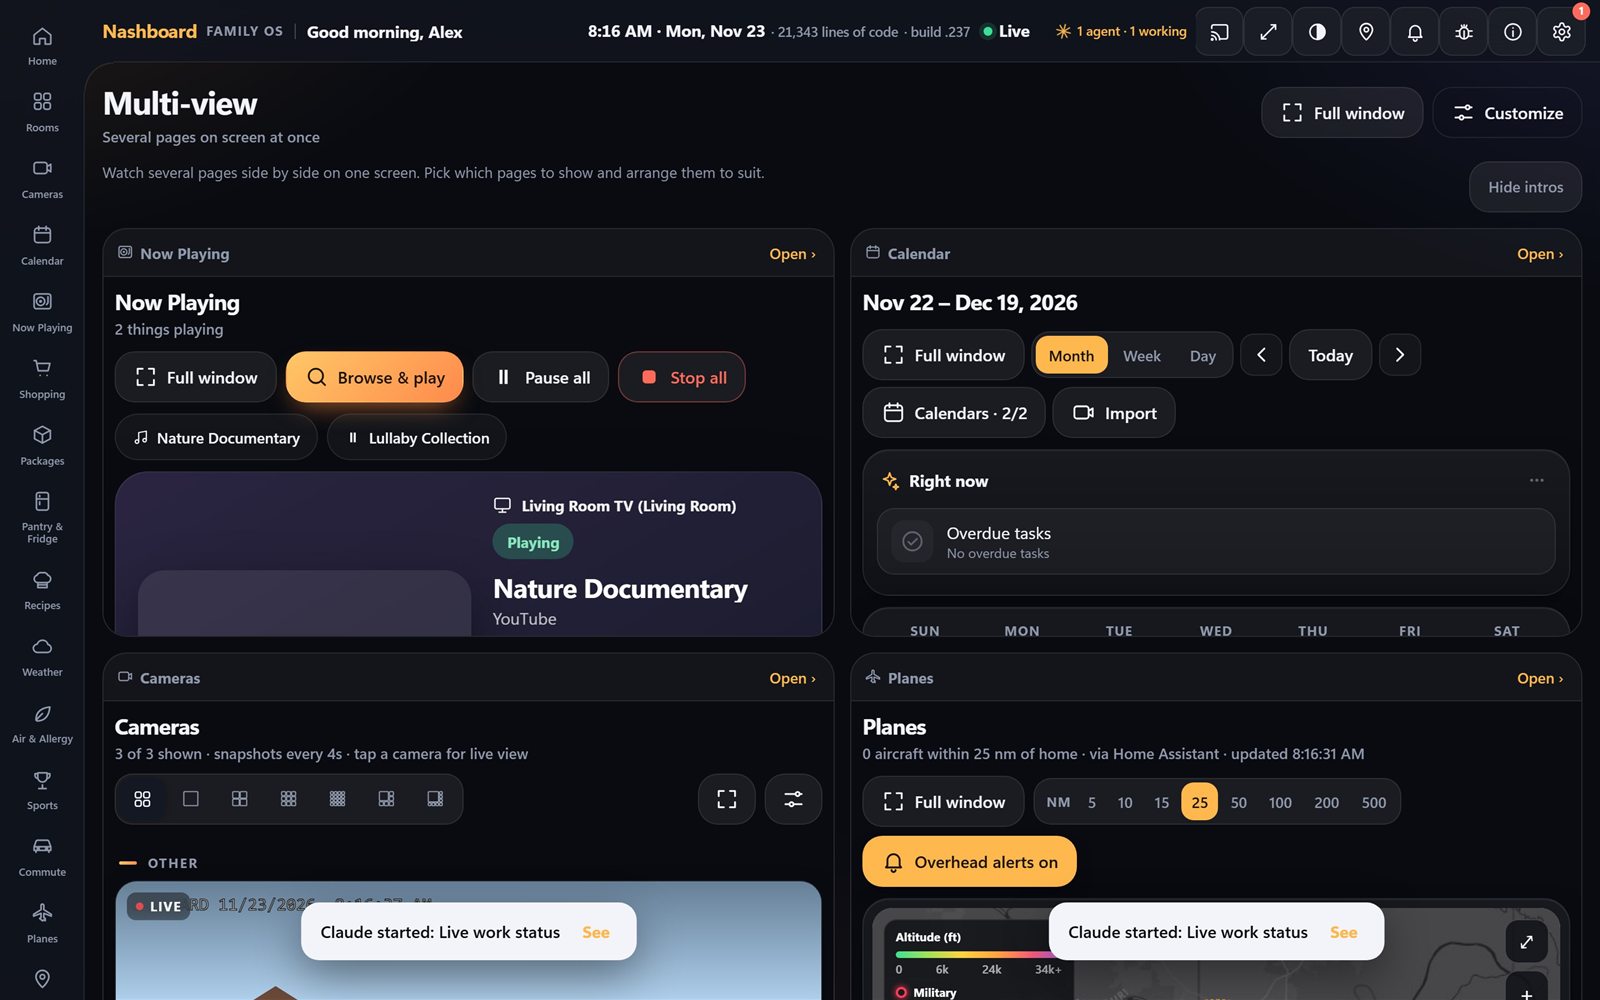 Nashboard FAMILY OS Good morning, Alex
8:16 AM · Mon, Nov 23 · 21,343 lines of code · build .237 Live
1 agent · 1 working
1
Home
Rooms
Cameras
Calendar
Now Playing
Shopping
Packages
Pantry &
Fridge
Recipes
Weather
Air & Allergy
Sports
Commute
Planes
Multi-view
Several pages on screen at once
Watch several pages side by side on one screen. Pick which pages to show and arrange them to suit.
Full window
Customize
Hide intros
Now Playing
Open ›
Now Playing
2 things playing
Full window
Browse & play
Pause all
Stop all
Nature Documentary
Lullaby Collection
Living Room TV (Living Room)
Playing
Nature Documentary
YouTube
Calendar
Open ›
Nov 22 – Dec 19, 2026
Full window
Month Week Day
Today
Calendars · 2/2
Import
Right now
Overdue tasks
No overdue tasks
SUN MON TUE WED THU FRI SAT
Cameras
Open ›
Cameras
3 of 3 shown · snapshots every 4s · tap a camera for live view
OTHER
LIVE
11/23/2026
Claude started: Live work status See
Planes
Open ›
Planes
0 aircraft within 25 nm of home · via Home Assistant · updated 8:16:31 AM
Full window
NM 5 10 15 25 50 100 200 500
Overhead alerts on
Altitude (ft)
0 6k 24k 34k+
Military
Claude started: Live work status See